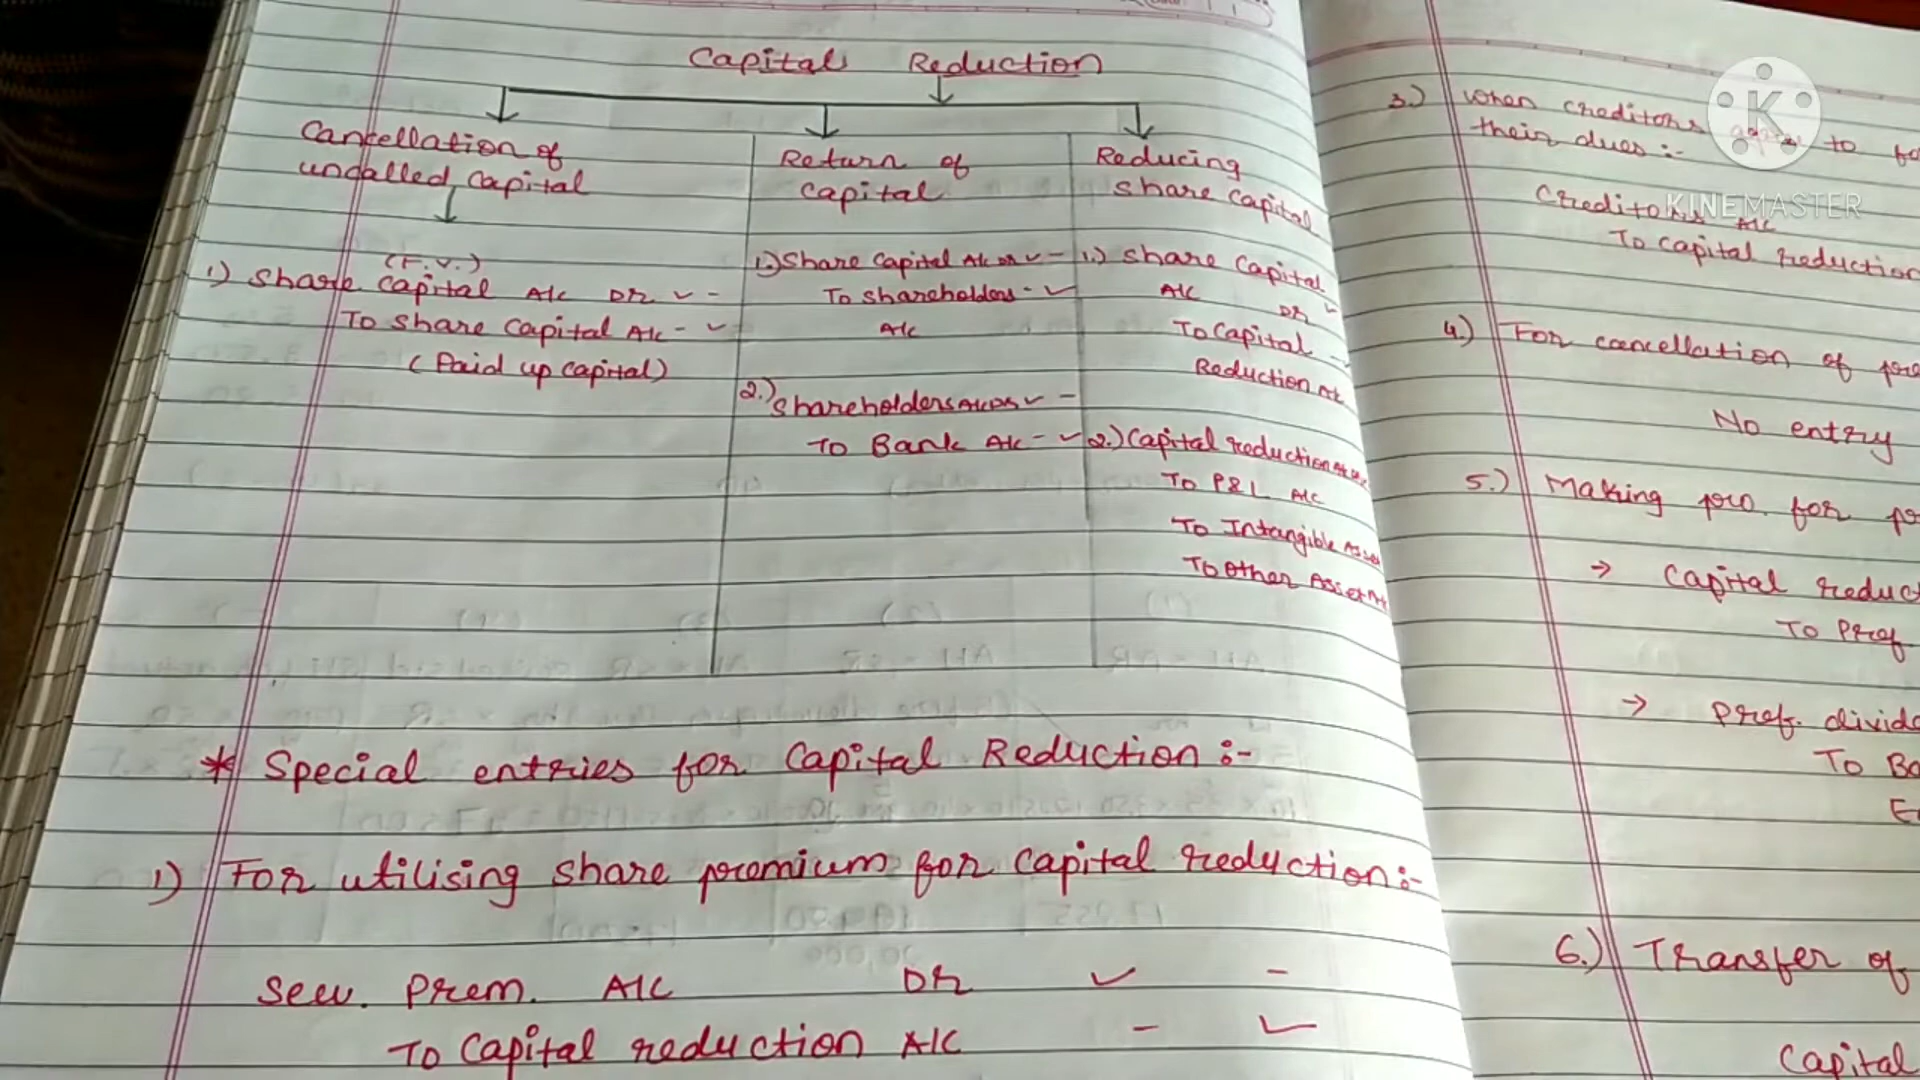 Capital Reduction
Cancellation of
uncalled capital
(F.V.)
1) Share capital A/c DR ✓ -
To share capital A/c - ✓
(Paid up capital)
Return of
capital
1.) Share capital A/c DR ✓ -
To shareholders - ✓
A/c
2.) Shareholders A/c DR ✓ -
To Bank A/c - ✓
Reducing
share capital
1.) Share capital
A/c DR ✓
To Capital -
Reduction A/c
2.) Capital reduction
To P&L A/c
To Intangible
To Other Asset
* Special entries for Capital Reduction :-
1) For utilising share premium for capital reduction :-
Secu. Prem. A/C DR ✓ -
To Capital reduction A/C - ✓
3.) When creditors to
their dues :-
Creditors A/c
To capital reduction
4.) For cancellation of
No entry
5.) Making pro. for
→ Capital
To Pref
→ Pref.
To
6.) Transfer of
Capital
K
KINEMASTER